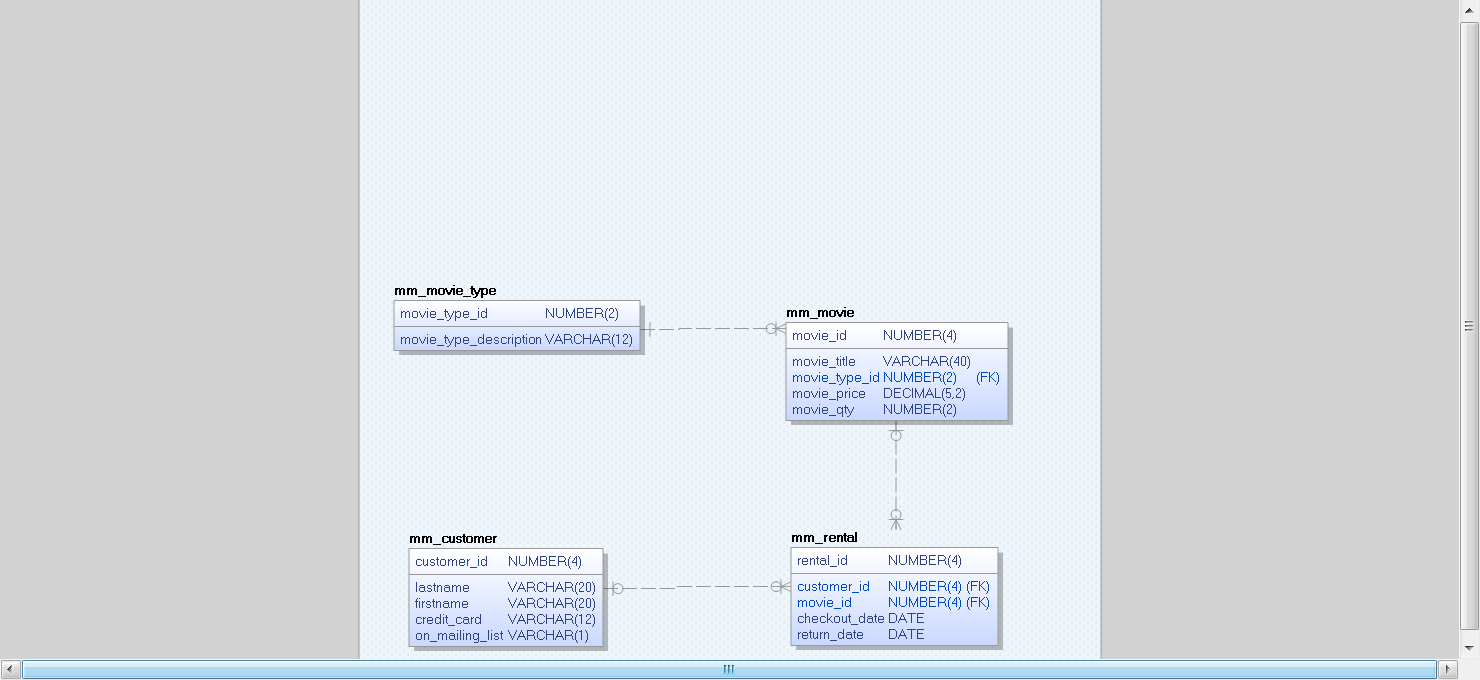 mm_movie_type
movie_type_id NUMBER(2)
movie_type_description VARCHAR(12)
mm_movie
movie_id NUMBER(4)
movie_title VARCHAR(40)
movie_type_id NUMBER(2) (FK)
movie_price DECIMAL(5,2)
movie_qty NUMBER(2)
mm_customer
customer_id NUMBER(4)
lastname VARCHAR(20)
firstname VARCHAR(20)
credit_card VARCHAR(12)
on_mailing_list VARCHAR(1)
mm_rental
rental_id NUMBER(4)
customer_id NUMBER(4) (FK)
movie_id NUMBER(4) (FK)
checkout_date DATE
return_date DATE